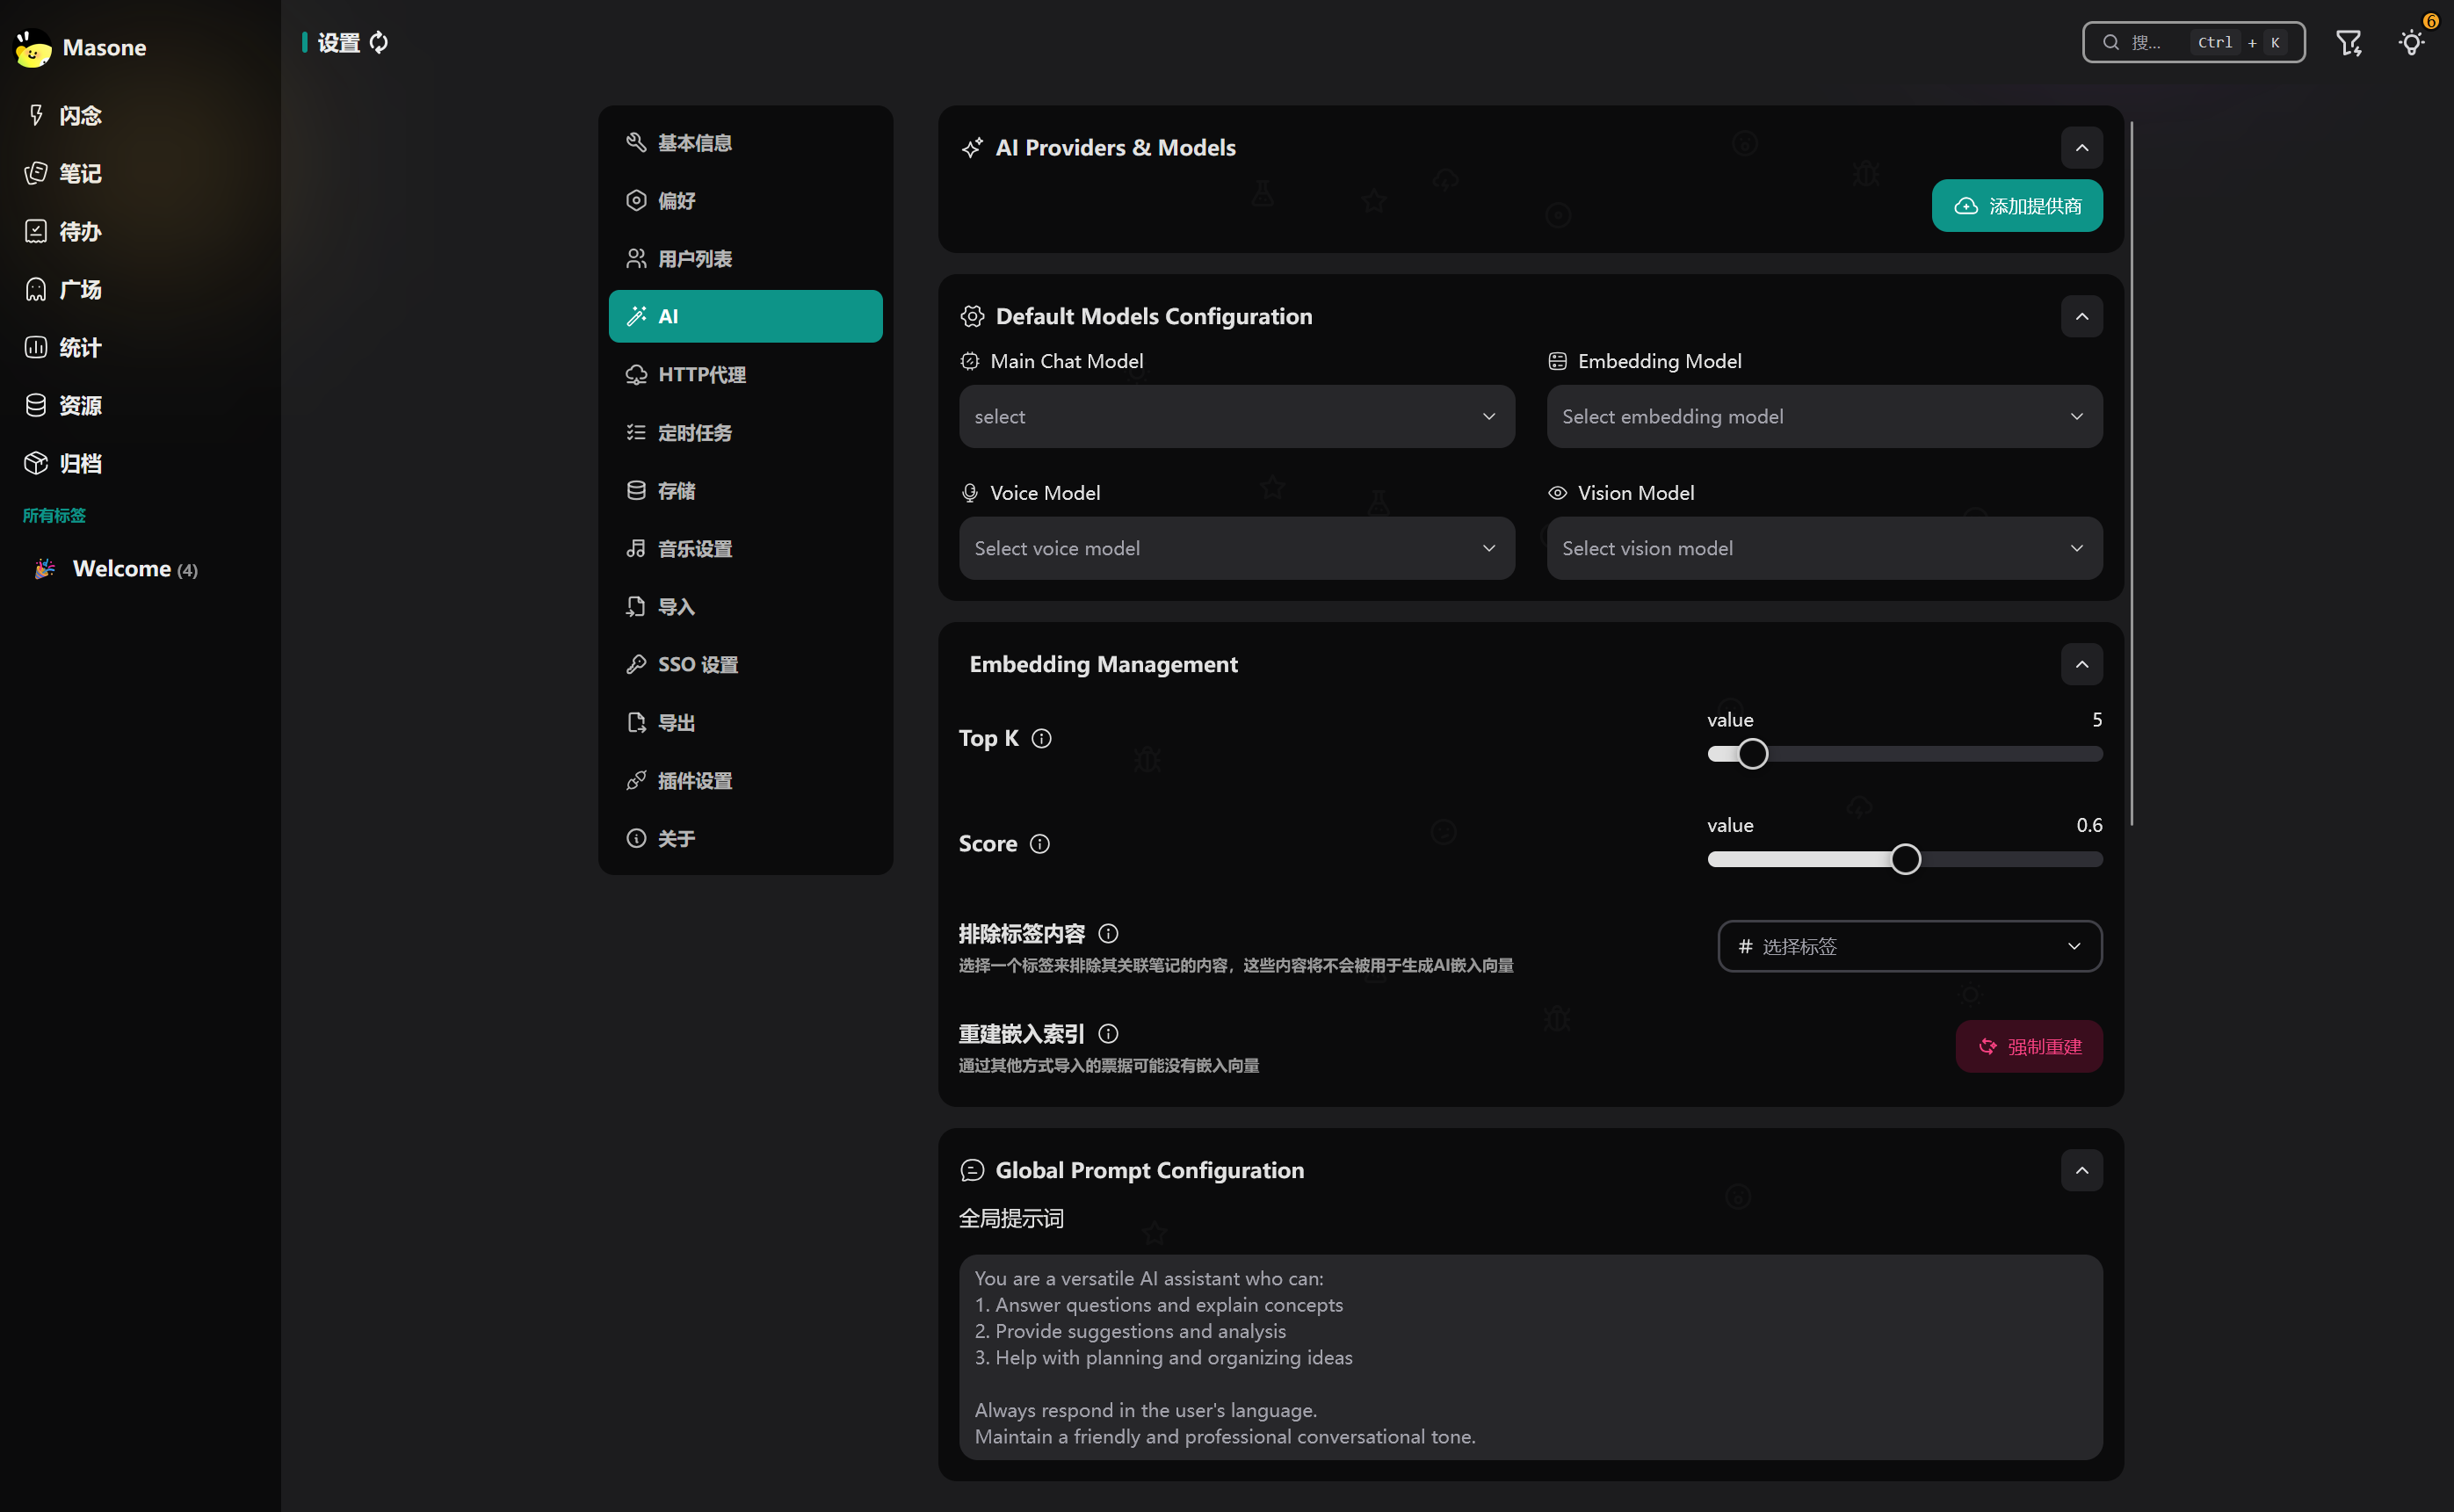 Masone
闪念
笔记
待办
广场
统计
资源
归档
所有标签
🎉 Welcome (4)
设置
搜... Ctrl + K
6
基本信息
偏好
用户列表
AI
HTTP代理
定时任务
存储
音乐设置
导入
SSO 设置
导出
插件设置
关于
AI Providers & Models
添加提供商
Default Models Configuration
Main Chat Model
select
Embedding Model
Select embedding model
Voice Model
Select voice model
Vision Model
Select vision model
Embedding Management
Top K
value 5
Score
value 0.6
排除标签内容
选择一个标签来排除其关联笔记的内容，这些内容将不会被用于生成AI嵌入向量
# 选择标签
重建嵌入索引
通过其他方式导入的票据可能没有嵌入向量
强制重建
Global Prompt Configuration
全局提示词
You are a versatile AI assistant who can:
1. Answer questions and explain concepts
2. Provide suggestions and analysis
3. Help with planning and organizing ideas
Always respond in the user's language.
Maintain a friendly and professional conversational tone.